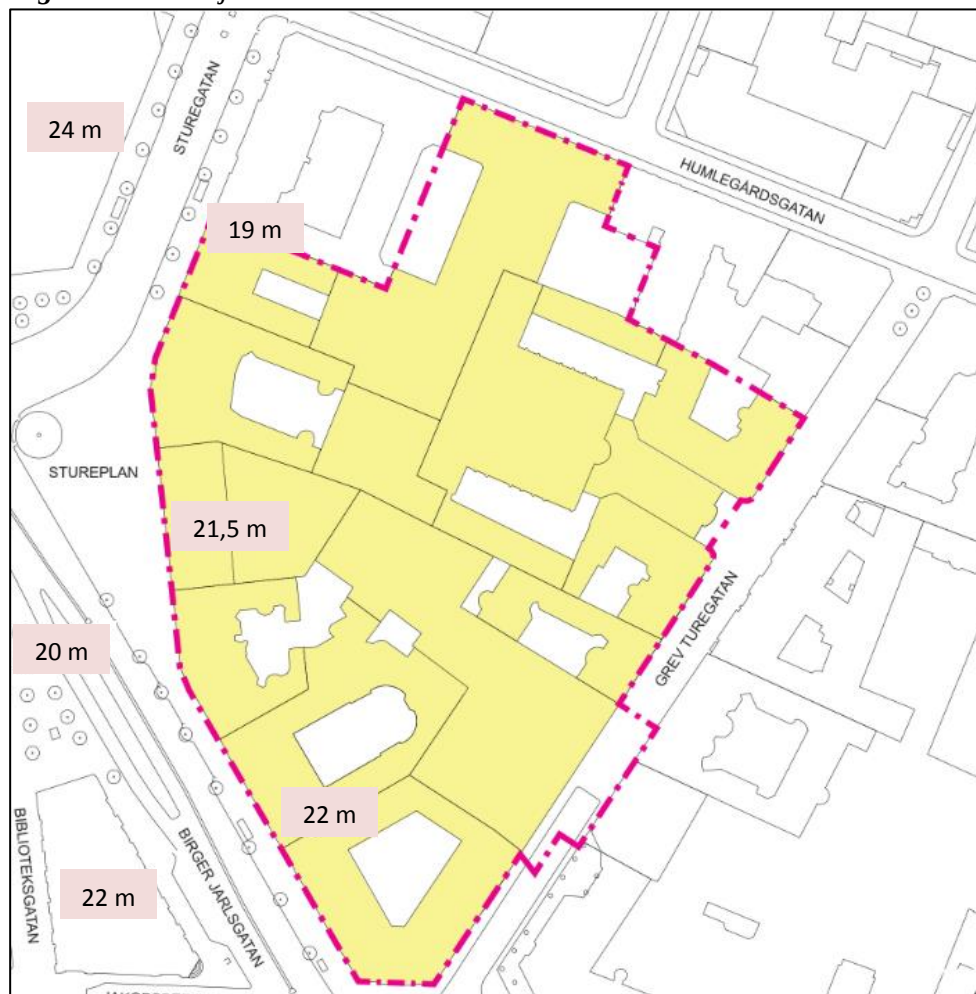 24 m
STUREGATAN
HUMLEGÅRDSGATAN
19 m
STUREPLAN
21,5 m
GREV TUREGATAN
20 m
22 m
BIBLIOTEKSGATAN
BIRGER JARLSGATAN
22 m